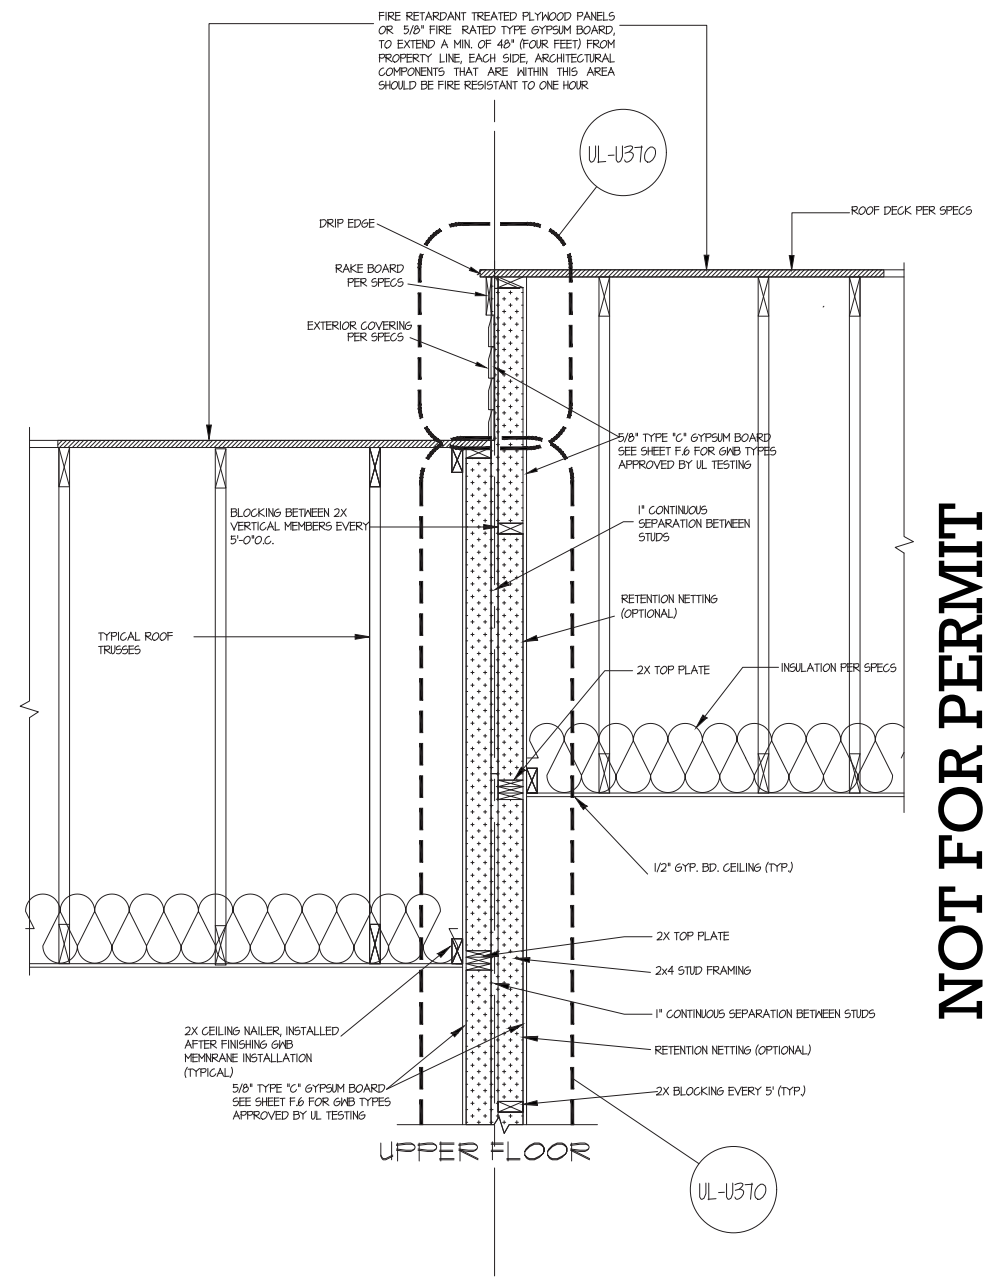 FIRE RETARDANT TREATED PLYWOOD PANELS
OR 5/8" FIRE RATED TYPE GYPSUM BOARD,
TO EXTEND A MIN. OF 48" (FOUR FEET) FROM
PROPERTY LINE, EACH SIDE, ARCHITECTURAL
COMPONENTS THAT ARE WITHIN THIS AREA
SHOULD BE FIRE RESISTANT TO ONE HOUR
UL-U370
DRIP EDGE
ROOF DECK PER SPECS
RAKE BOARD
PER SPECS
EXTERIOR COVERING
PER SPECS
5/8" TYPE "C" GYPSUM BOARD
SEE SHEET F.6 FOR GWB TYPES
APPROVED BY UL TESTING
BLOCKING BETWEEN 2X
VERTICAL MEMBERS EVERY
5'-0"O.C.
1" CONTINUOUS
SEPARATION BETWEEN
STUDS
RETENTION NETTING
(OPTIONAL)
TYPICAL ROOF
TRUSSES
2X TOP PLATE
INSULATION PER SPECS
NOT FOR PERMIT
1/2" GYP. BD. CEILING (TYP.)
2X TOP PLATE
2x4 STUD FRAMING
1" CONTINUOUS SEPARATION BETWEEN STUDS
2X CEILING NAILER, INSTALLED
AFTER FINISHING GWB
MEMNRANE INSTALLATION
(TYPICAL)
RETENTION NETTING (OPTIONAL)
5/8" TYPE "C" GYPSUM BOARD
SEE SHEET F.6 FOR GWB TYPES
APPROVED BY UL TESTING
2X BLOCKING EVERY 5' (TYP.)
UPPER FLOOR
UL-U370